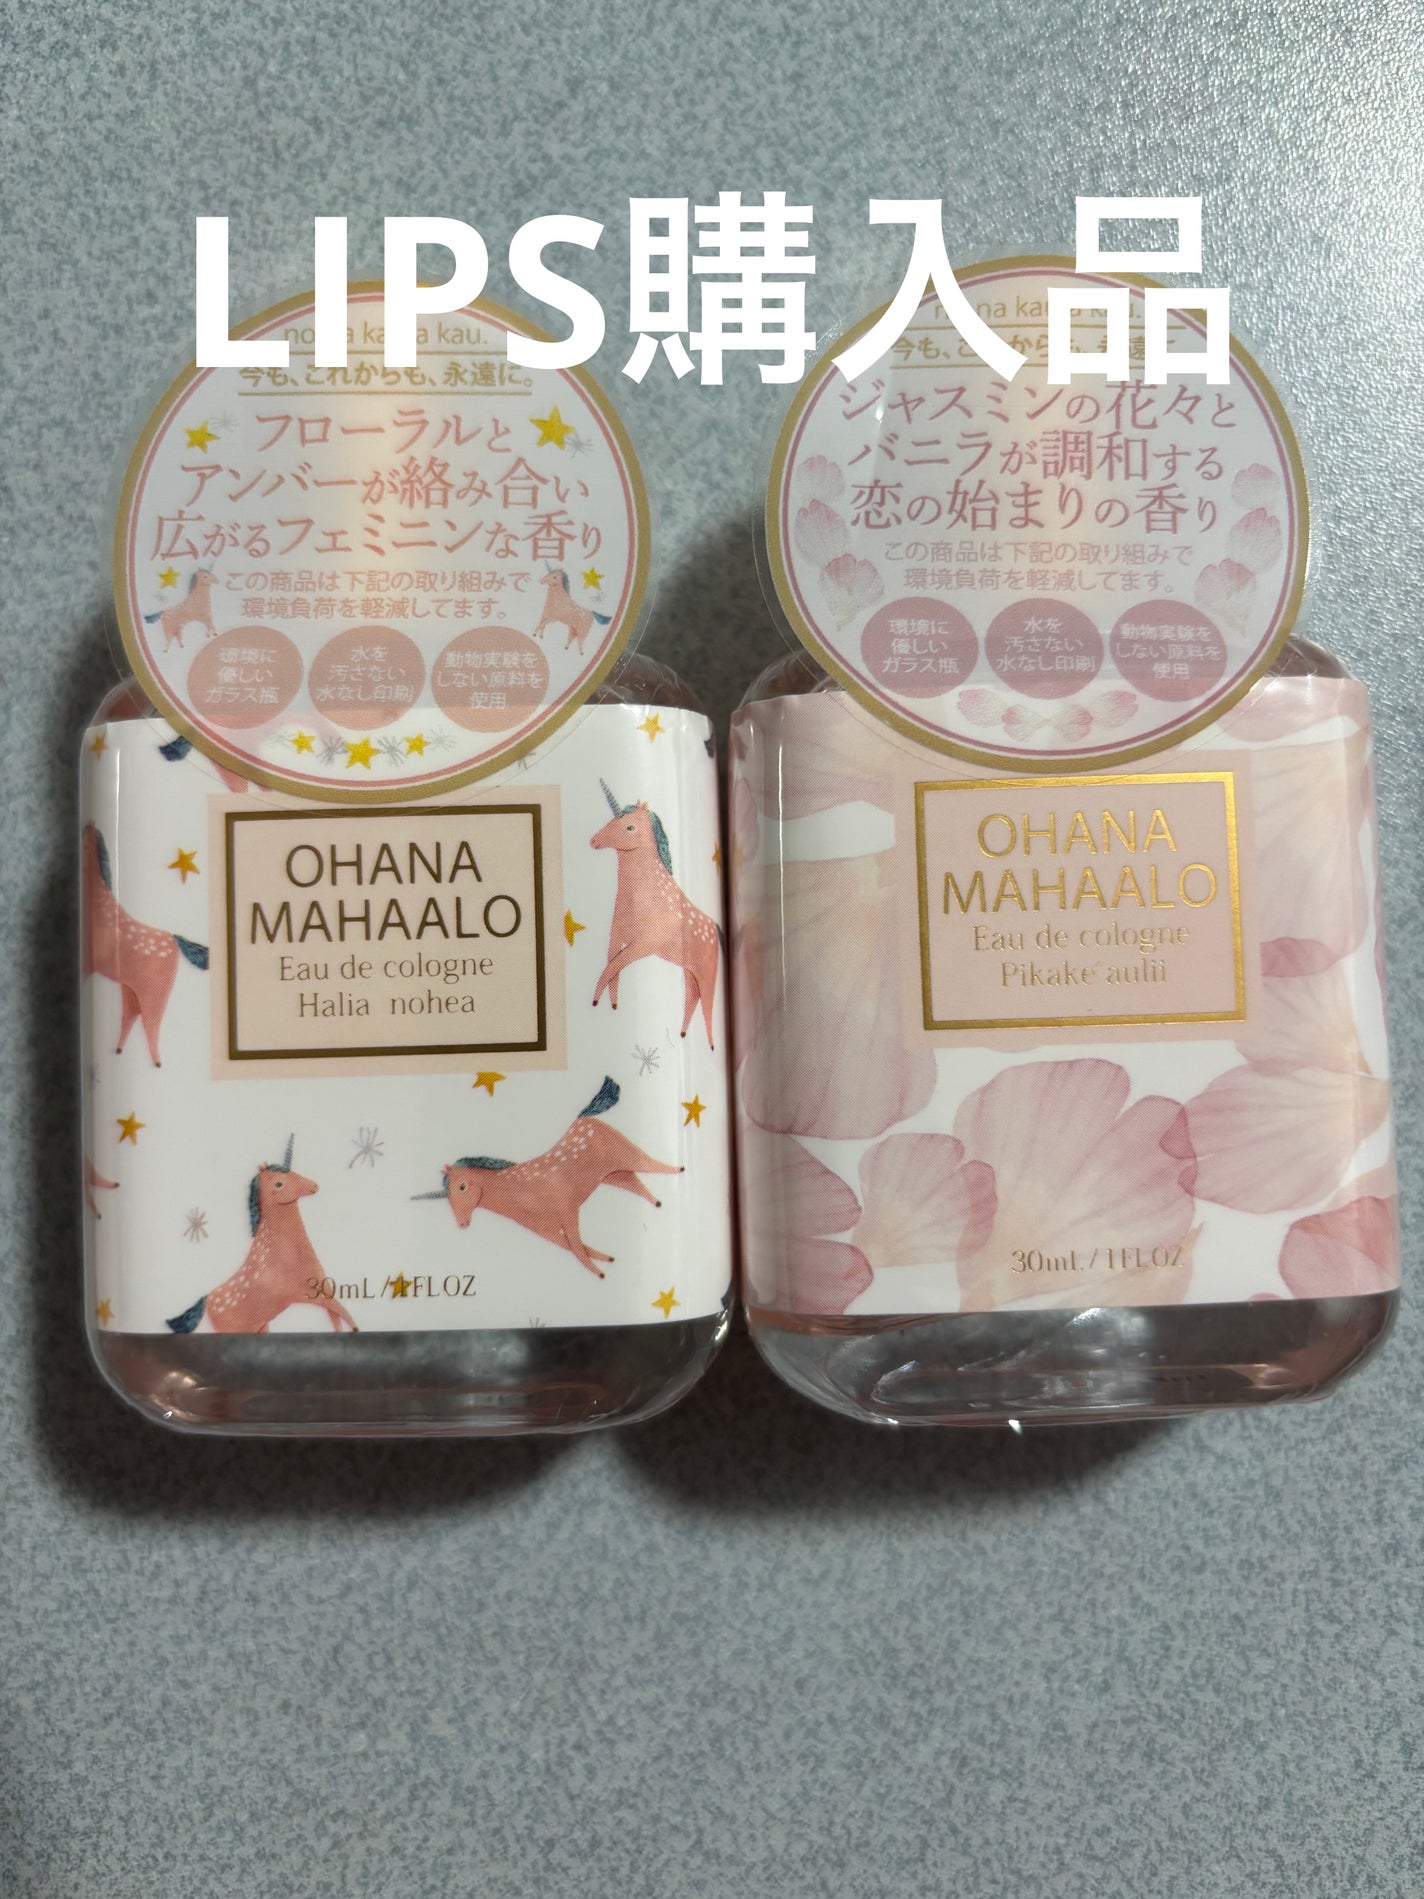 LIPS購入品
今も、これからも、永遠に。
フローラルと
アンバーが絡み合い
広がるフェミニンな香り
この商品は下記の取り組みで
環境負荷を軽減してます。
環境に
優しい
ガラス瓶
水を
汚さない
水なし印刷
動物実験を
しない原料を
使用
OHANA
MAHAALO
Eau de cologne
Halia nohea
30mL / 1FL OZ
ジャスミンの花々と
バニラが調和する
恋の始まりの香り
この商品は下記の取り組みで
環境負荷を軽減してます。
環境に
優しい
ガラス瓶
水を
汚さない
水なし印刷
動物実験を
しない原料を
使用
OHANA
MAHAALO
Eau de cologne
Pikake aulii
30mL / 1FL OZ